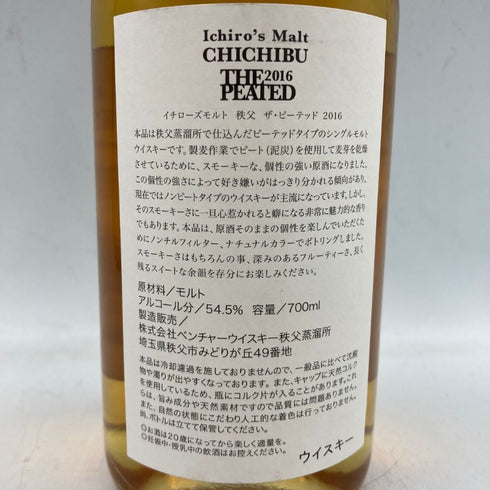 Ichiro's Malt
CHICHIBU
THE 2016
PEATED
イチローズモルト 秩父 ザ・ピーテッド 2016
本品は秩父蒸溜所で仕込んだピーテッドタイプのシングルモルト
ウイスキーです。製麦作業でピート(泥炭)を使用して麦芽を乾燥
させているために、スモーキーな、個性の強い原酒になりました。
この個性の強さによって好き嫌いがはっきり分かれる傾向があり、
現在ではノンピートタイプのウイスキーが主流になっています。しかし、
そのスモーキーさに一旦心惹かれると癖になる非常に魅力的な香り
でもあります。本品は、原酒そのままの個性を楽しんでいただくた
めにノンチルフィルター、ナチュラルカラーでボトリングしました。
スモーキーさはもちろんの事、深みのあるフルーティーさ、長く
残るスイートな余韻を存分にお楽しみください。
原材料/モルト
アルコール分/54.5% 容量/700ml
製造販売/
株式会社ベンチャーウイスキー秩父蒸溜所
埼玉県秩父市みどりが丘49番地
本品は冷却濾過を施しておりませんので、一般品に比べて沈殿
物や濁りが出やすくなっております。また、キャップに天然コルク
を使用しているため、瓶にコルク片が入ることがあります。これ
らは、旨み成分や天然素材ですので品質には問題ありません。
また、自然の状態にこだわり人工的な着色は行っておりません。
尚、ボトルは立てて保管してください。
◎お酒は20歳になってから楽しく適量を。
◎妊娠中・授乳中の飲酒はお控えください。
ウイスキー